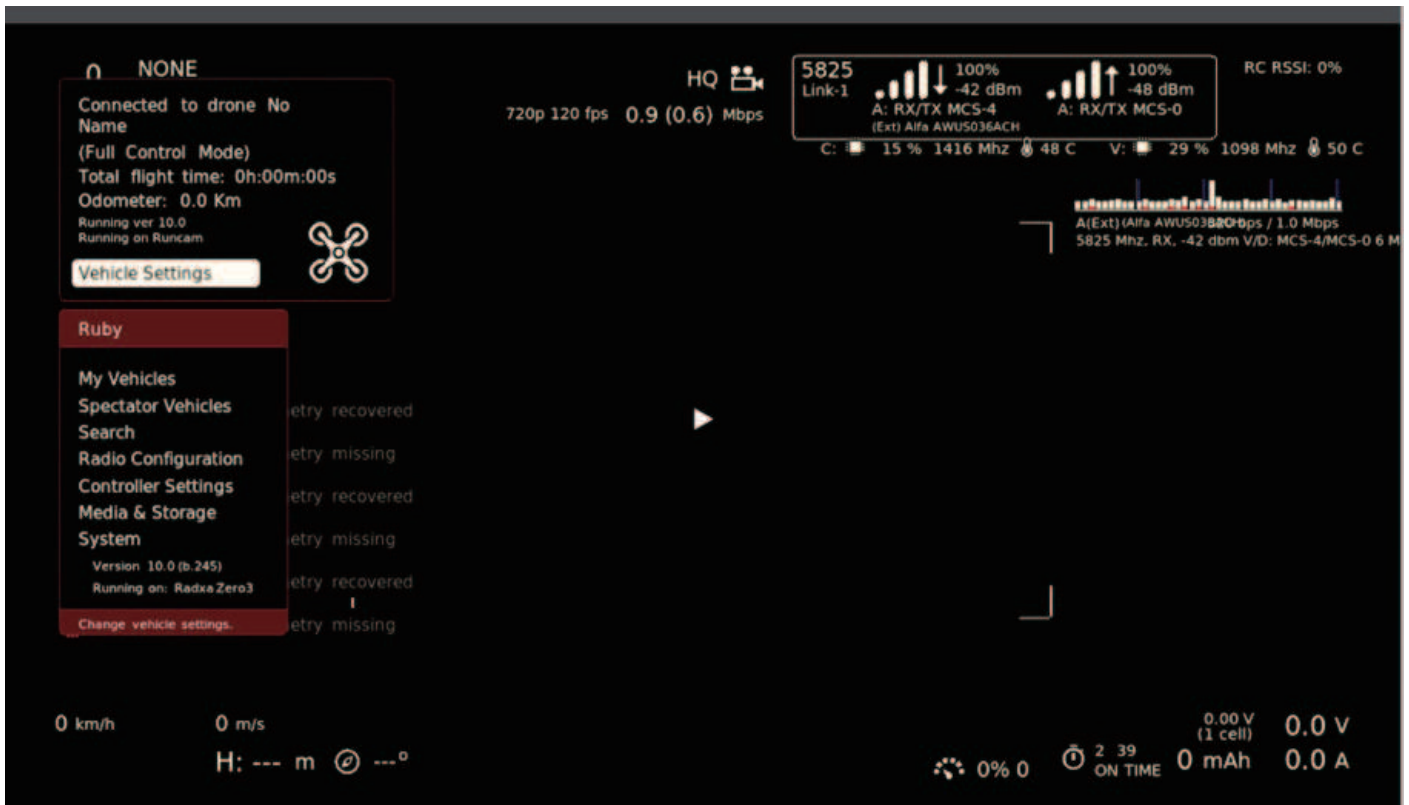 0 NONE
Connected to drone No
Name
(Full Control Mode)
Total flight time: 0h:00m:00s
Odometer: 0.0 Km
Running ver 10.0
Running on Runcam
Vehicle Settings
Ruby
My Vehicles
Spectator Vehicles
Search
Radio Configuration
Controller Settings
Media & Storage
System
Version 10.0 (b.245)
Running on: Radxa Zero3
Change vehicle settings.
etry recovered
etry missing
etry recovered
etry missing
etry recovered
etry missing
HQ
720p 120 fps 0.9 (0.6) Mbps
5825
Link-1
100%
-42 dBm
A: RX/TX MCS-4
(Ext) Alfa AWUS036ACH
100%
-48 dBm
A: RX/TX MCS-0
RC RSSI: 0%
C: 15 % 1416 Mhz 48 C V: 29 % 1098 Mhz 50 C
A(Ext) (Alfa bps / 1.0 Mbps
5825 Mhz, RX, -42 dbm V/D: MCS-4/MCS-0 6 M
0 km/h 0 m/s
H: --- m ---°
0% 0
2 39
ON TIME
0.00 V
(1 cell)
0 mAh
0.0 V
0.0 A